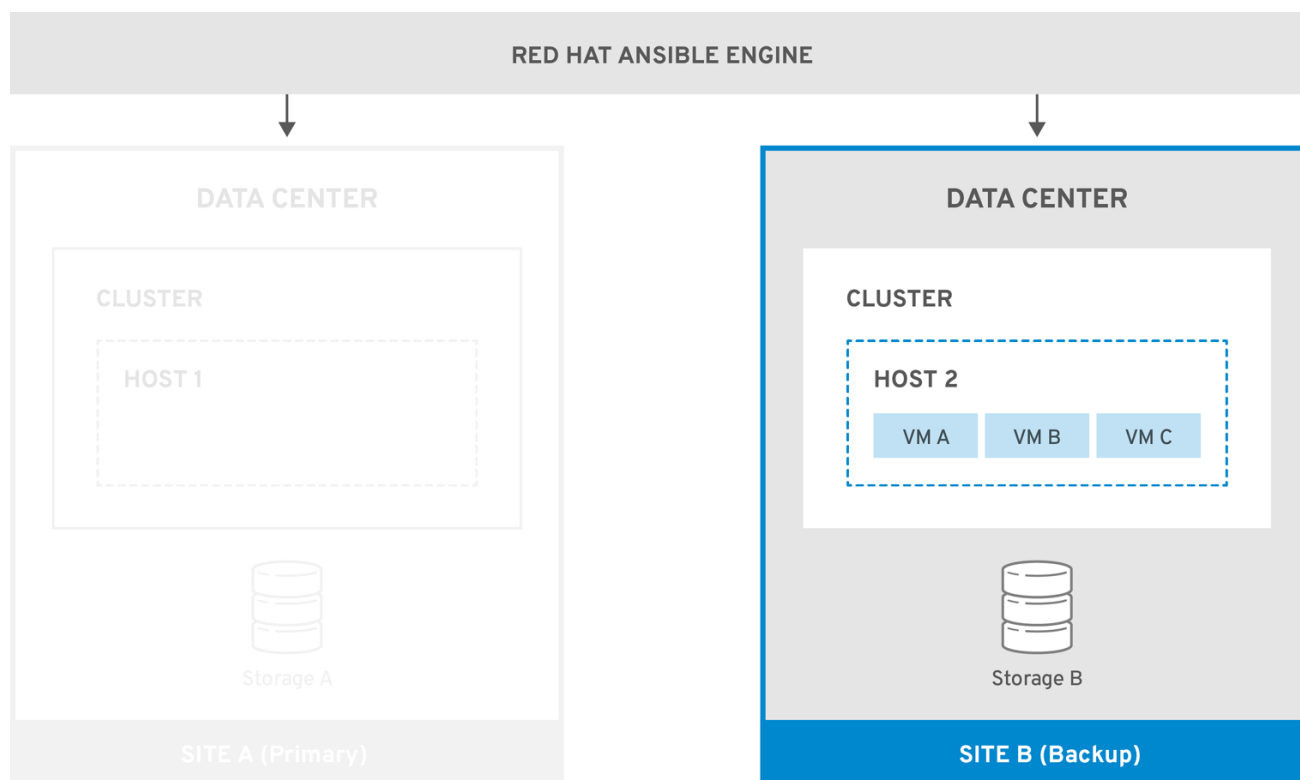 RED HAT ANSIBLE ENGINE
DATA CENTER
CLUSTER
HOST 1
Storage A
SITE A (Primary)
DATA CENTER
CLUSTER
HOST 2
VM A VM B VM C
Storage B
SITE B (Backup)